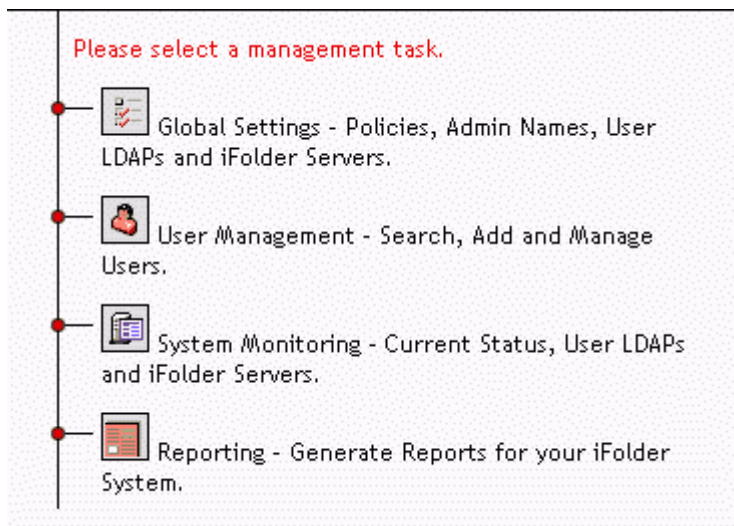 Please select a management task.
Global Settings - Policies, Admin Names, User
LDAPs and iFolder Servers.
User Management - Search, Add and Manage
Users.
System Monitoring - Current Status, User LDAPs
and iFolder Servers.
Reporting - Generate Reports for your iFolder
System.